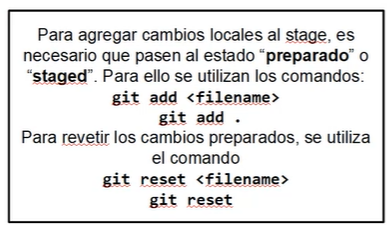 Para agregar cambios locales al stage, es
necesario que pasen al estado “preparado” o
“staged”. Para ello se utilizan los comandos:
git add <filename>
git add .
Para revetir los cambios preparados, se utiliza
el comando
git reset <filename>
git reset